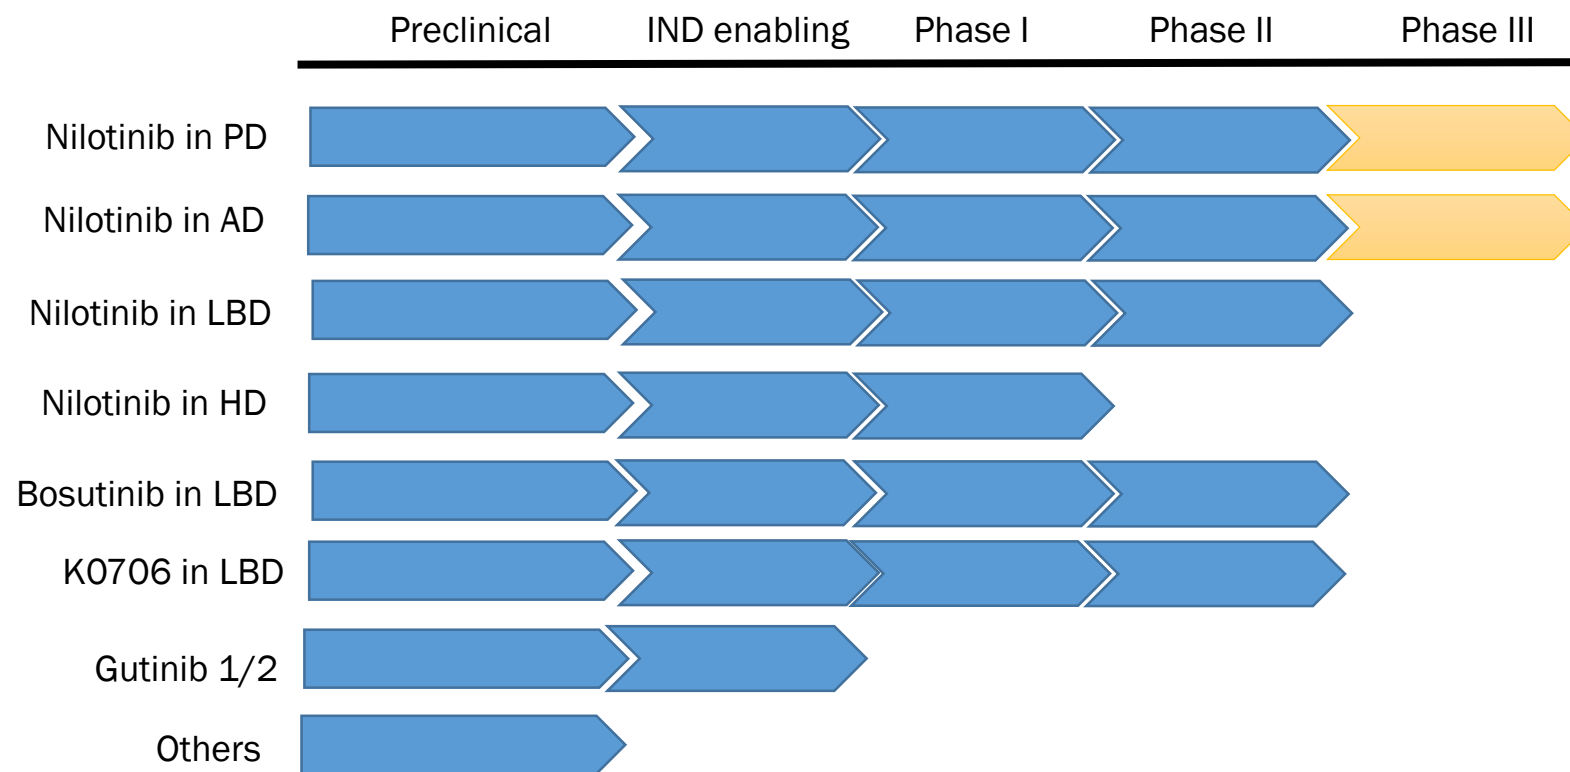 Preclinical IND enabling Phase I Phase II Phase III
Nilotinib in PD
Nilotinib in AD
Nilotinib in LBD
Nilotinib in HD
Bosutinib in LBD
K0706 in LBD
Gutinib 1/2
Others